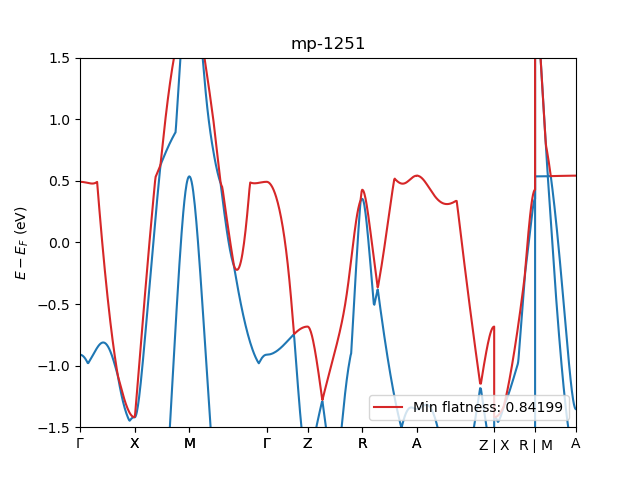 mp-1251
E − E_F (eV)
1.5
1.0
0.5
0.0
−0.5
−1.0
−1.5
Min flatness: 0.84199
Γ X M Γ Z R A Z | X R | M A